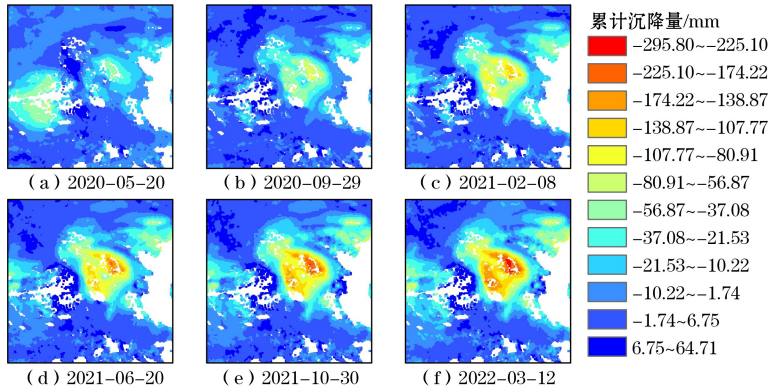 累计沉降量/mm
-295.80~-225.10
-225.10~-174.22
-174.22~-138.87
-138.87~-107.77
-107.77~-80.91
-80.91~-56.87
-56.87~-37.08
-37.08~-21.53
-21.53~-10.22
-10.22~-1.74
-1.74~6.75
6.75~64.71
(a) 2020-05-20
(b) 2020-09-29
(c) 2021-02-08
(d) 2021-06-20
(e) 2021-10-30
(f) 2022-03-12